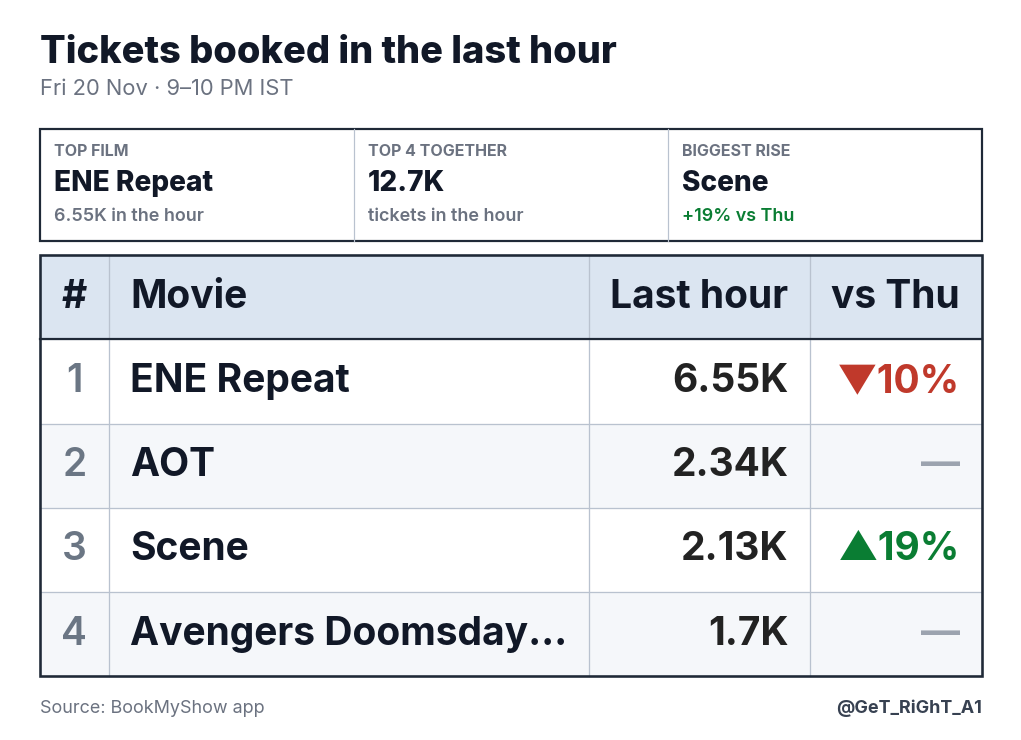 Tickets booked in the last hour
Fri 20 Nov · 9–10 PM IST
TOP FILM
ENE Repeat
6.55K in the hour
TOP 4 TOGETHER
12.7K
tickets in the hour
BIGGEST RISE
Scene
+19% vs Thu
# Movie Last hour vs Thu
1 ENE Repeat 6.55K ▼10%
2 AOT 2.34K —
3 Scene 2.13K ▲19%
4 Avengers Doomsday... 1.7K —
Source: BookMyShow app
@GeT_RiGhT_A1